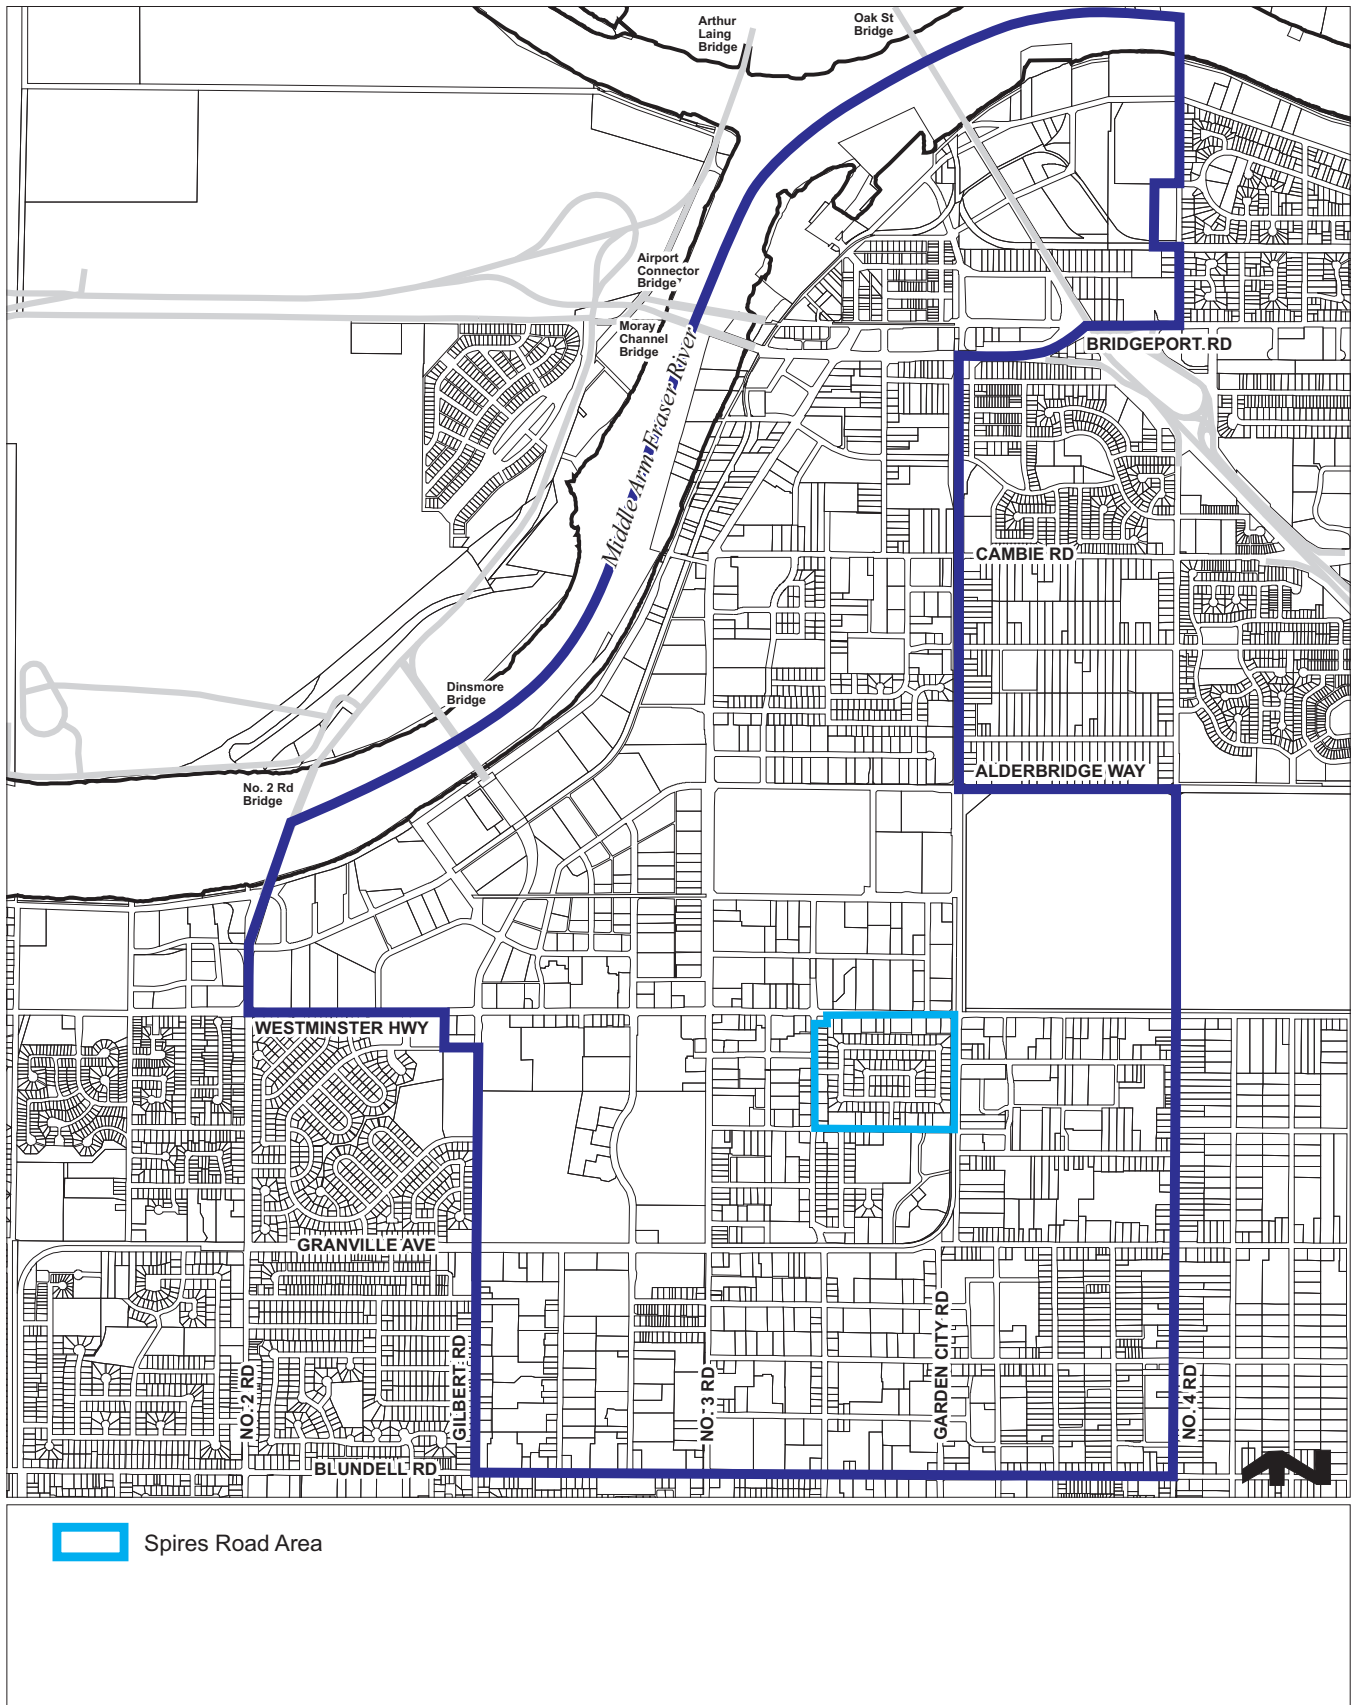 Arthur
Laing
Bridge
Oak St
Bridge
Airport
Connector
Bridge
Moray
Channel
Bridge
BRIDGEPORT RD
Middle Arm Fraser River
CAMBIE RD
Dinsmore
Bridge
ALDERBRIDGE WAY
No. 2 Rd
Bridge
WESTMINSTER HWY
GRANVILLE AVE
NO. 2 RD
GILBERT RD
NO. 3 RD
GARDEN CITY RD
NO. 4 RD
BLUNDELL RD
Spires Road Area